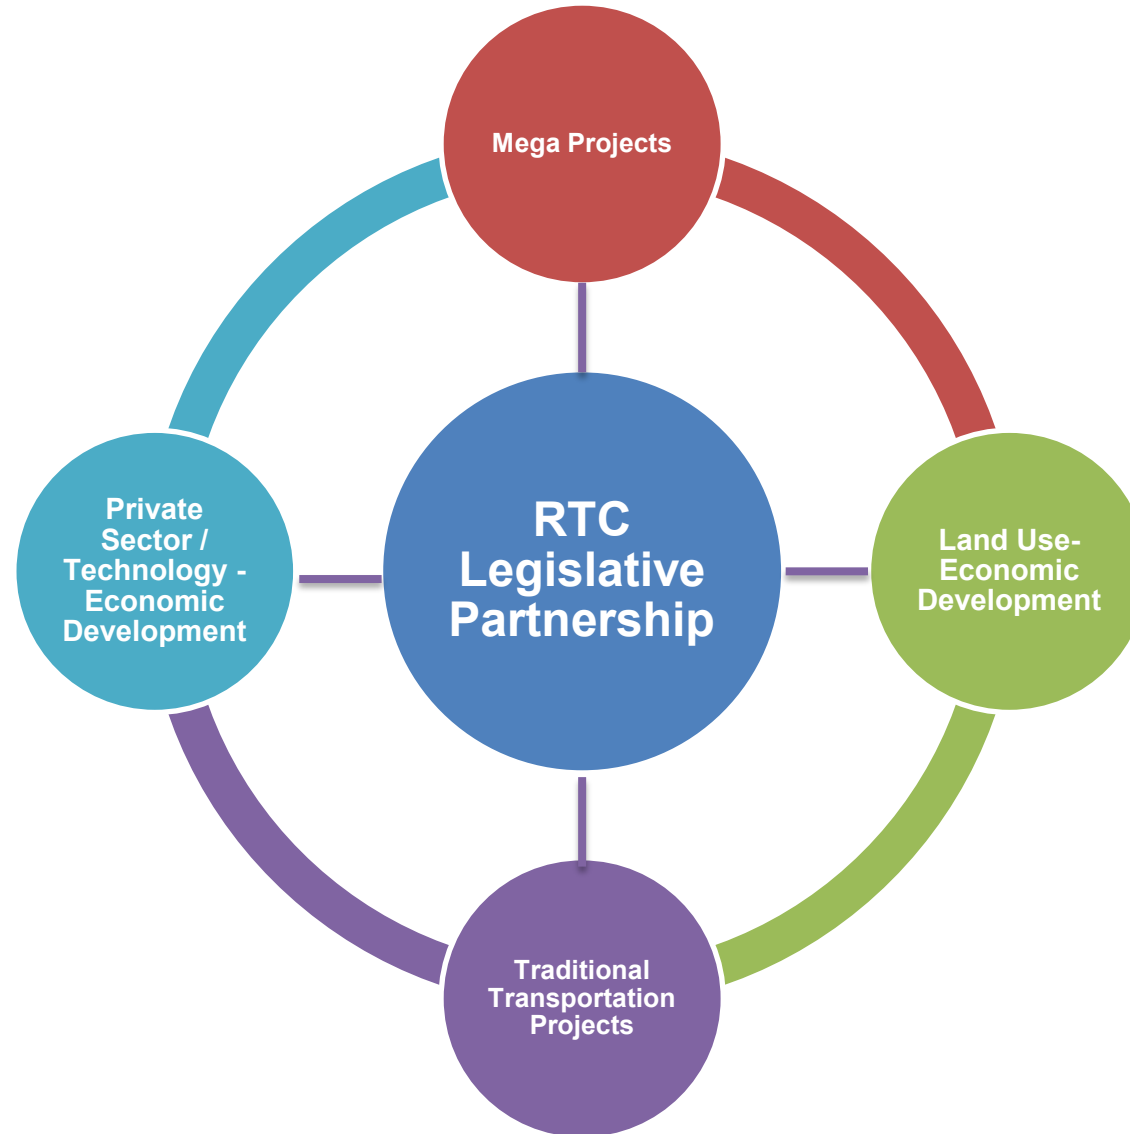 Mega Projects
Private
Sector /
Technology -
Economic
Development
RTC
Legislative
Partnership
Land Use-
Economic
Development
Traditional
Transportation
Projects